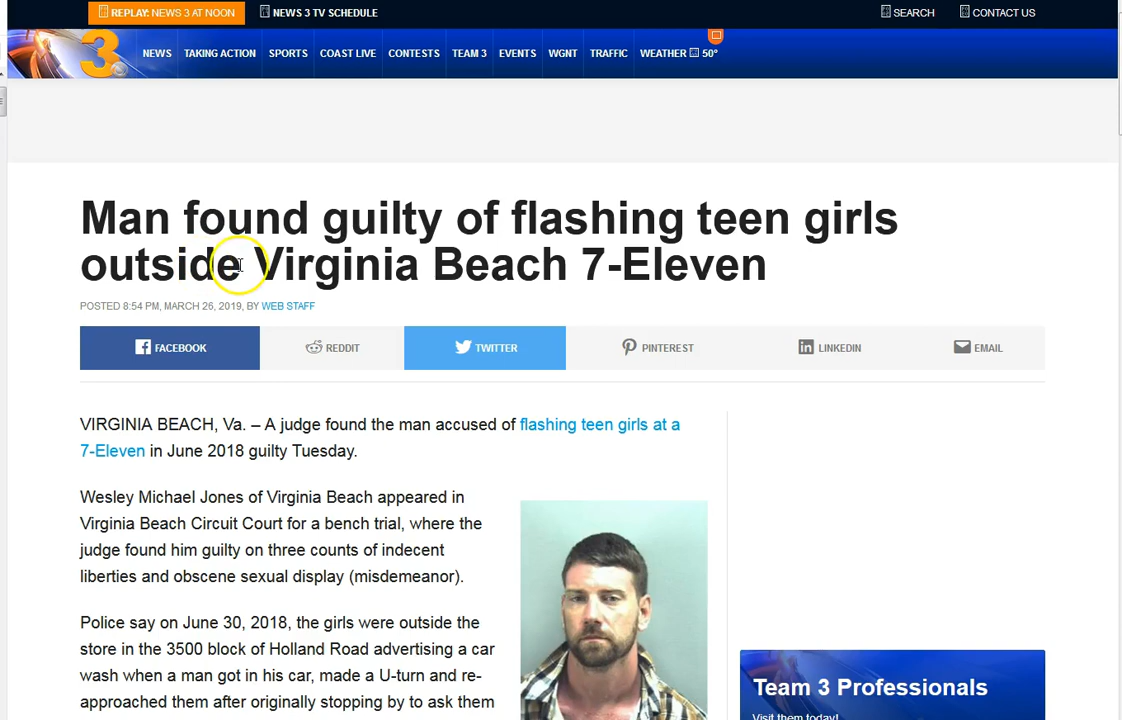 REPLAY: NEWS 3 AT NOON
NEWS 3 TV SCHEDULE
SEARCH
CONTACT US
3
NEWS TAKING ACTION SPORTS COAST LIVE CONTESTS TEAM 3 EVENTS WGNT TRAFFIC WEATHER 50°
Man found guilty of flashing teen girls
outside Virginia Beach 7-Eleven
POSTED 8:54 PM, MARCH 26, 2019, BY WEB STAFF
FACEBOOK REDDIT TWITTER PINTEREST LINKEDIN EMAIL
VIRGINIA BEACH, Va. – A judge found the man accused of flashing teen girls at a
7-Eleven in June 2018 guilty Tuesday.
Wesley Michael Jones of Virginia Beach appeared in
Virginia Beach Circuit Court for a bench trial, where the
judge found him guilty on three counts of indecent
liberties and obscene sexual display (misdemeanor).
Police say on June 30, 2018, the girls were outside the
store in the 3500 block of Holland Road advertising a car
wash when a man got in his car, made a U-turn and re-
approached them after originally stopping by to ask them
Team 3 Professionals
Visit them today!